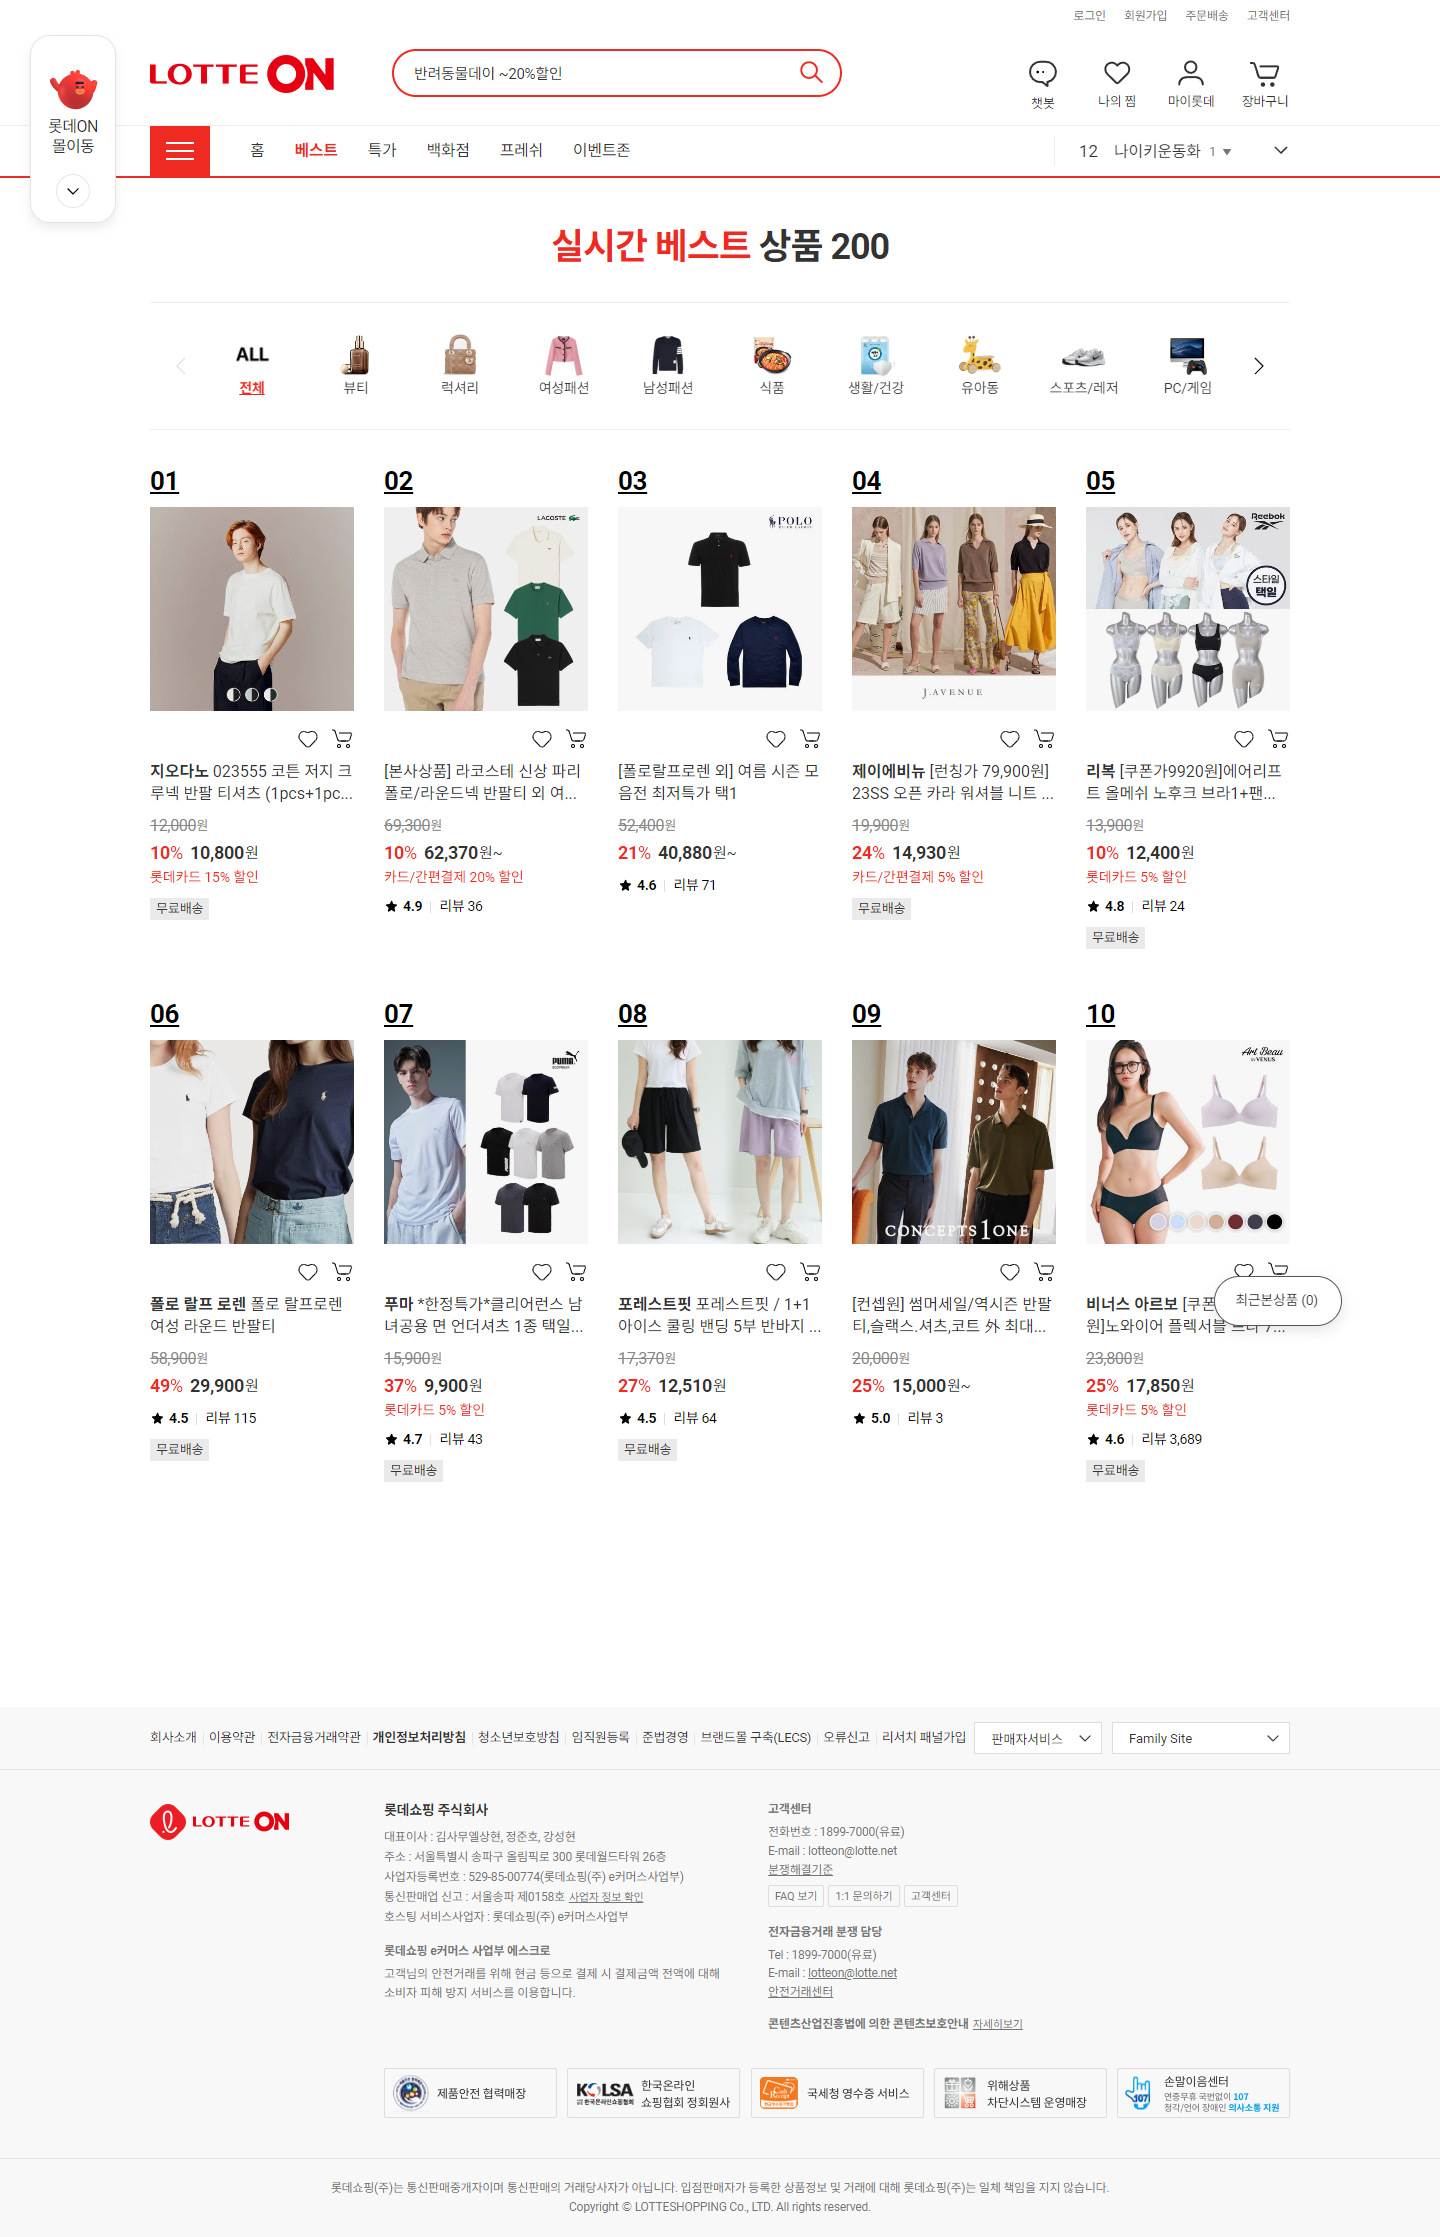 로그인 회원가입 주문배송 고객센터
롯데ON
몰이동
LOTTE ON
반려동물데이 ~20%할인
챗봇 나의 찜 마이롯데 장바구니
홈 베스트 특가 백화점 프레쉬 이벤트존
12 나이키운동화 1
실시간 베스트 상품 200
ALL
전체 뷰티 럭셔리 여성패션 남성패션 식품 생활/건강 유아동 스포츠/레저 PC/게임
01
지오다노 023555 코튼 저지 크
루넥 반팔 티셔츠 (1pcs+1pc...
12,000원
10% 10,800원
롯데카드 15% 할인
무료배송
02
LACOSTE
[본사상품] 라코스테 신상 파리
폴로/라운드넥 반팔티 외 여...
69,300원
10% 62,370원~
카드/간편결제 20% 할인
4.9 리뷰 36
03
POLO
[폴로랄프로렌 외] 여름 시즌 모
음전 최저특가 택1
52,400원
21% 40,880원~
4.6 리뷰 71
04
J.AVENUE
제이에비뉴 [런칭가 79,900원]
23SS 오픈 카라 워셔블 니트 ...
19,900원
24% 14,930원
카드/간편결제 5% 할인
무료배송
05
Reebok
스타일
택일
리복 [쿠폰가9920원]에어리프
트 올메쉬 노후크 브라1+팬...
13,900원
10% 12,400원
롯데카드 5% 할인
4.8 리뷰 24
무료배송
06
폴로 랄프 로렌 폴로 랄프로렌
여성 라운드 반팔티
58,900원
49% 29,900원
4.5 리뷰 115
무료배송
07
PUMA
BODYWEAR
푸마 *한정특가*클리어런스 남
녀공용 면 언더셔츠 1종 택일...
15,900원
37% 9,900원
롯데카드 5% 할인
4.7 리뷰 43
무료배송
08
포레스트핏 포레스트핏 / 1+1
아이스 쿨링 밴딩 5부 반바지 ...
17,370원
27% 12,510원
4.5 리뷰 64
무료배송
09
CONCEPTS1ONE
[컨셉원] 썸머세일/역시즌 반팔
티,슬랙스.셔츠,코트 外 최대...
20,000원
25% 15,000원~
5.0 리뷰 3
10
Art Beau
BY VENUS
비너스 아르보 [쿠폰
원]노와이어 플렉서블
23,800원
25% 17,850원
롯데카드 5% 할인
4.6 리뷰 3,689
무료배송
최근본상품 (0)
회사소개 이용약관 전자금융거래약관 개인정보처리방침 청소년보호방침 임직원등록 준법경영 브랜드몰 구축(LECS) 오류신고 리서치 패널가입 판매자서비스 Family Site
LOTTE ON
롯데쇼핑 주식회사
대표이사 : 김사무엘상현, 정준호, 강성현
주소 : 서울특별시 송파구 올림픽로 300 롯데월드타워 26층
사업자등록번호 : 529-85-00774(롯데쇼핑(주) e커머스사업부)
통신판매업 신고 : 서울송파 제0158호 사업자 정보 확인
호스팅 서비스사업자 : 롯데쇼핑(주) e커머스사업부
롯데쇼핑 e커머스 사업부 에스크로
고객님의 안전거래를 위해 현금 등으로 결제 시 결제금액 전액에 대해
소비자 피해 방지 서비스를 이용합니다.
고객센터
전화번호 : 1899-7000(유료)
E-mail : lotteon@lotte.net
분쟁해결기준
FAQ 보기 1:1 문의하기 고객센터
전자금융거래 분쟁 담당
Tel : 1899-7000(유료)
E-mail : lotteon@lotte.net
안전거래센터
콘텐츠산업진흥법에 의한 콘텐츠보호안내 자세히보기
제품안전 협력매장
KOLSA
한국온라인쇼핑협회
한국온라인
쇼핑협회 정회원사
국세청 영수증 서비스
위해상품
차단시스템 운영매장
107
손말이음센터
연중무휴 국번없이 107
청각/언어 장애인 의사소통 지원
롯데쇼핑(주)는 통신판매중개자이며 통신판매의 거래당사자가 아닙니다. 입점판매자가 등록한 상품정보 및 거래에 대해 롯데쇼핑(주)는 일체 책임을 지지 않습니다.
Copyright © LOTTESHOPPING Co., LTD. All rights reserved.